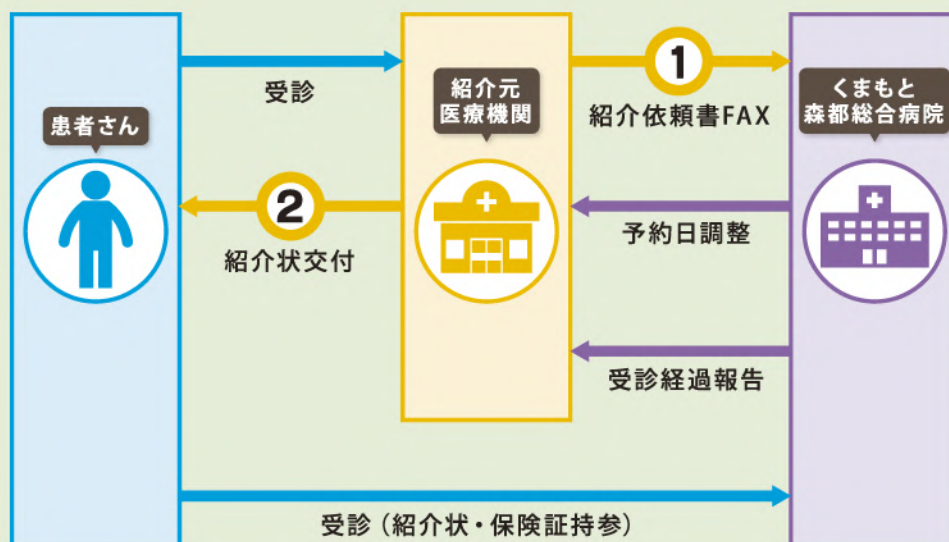 患者さん
受診
紹介元
医療機関
1
紹介依頼書FAX
くまもと
森都総合病院
2
紹介状交付
予約日調整
受診経過報告
受診（紹介状・保険証持参）